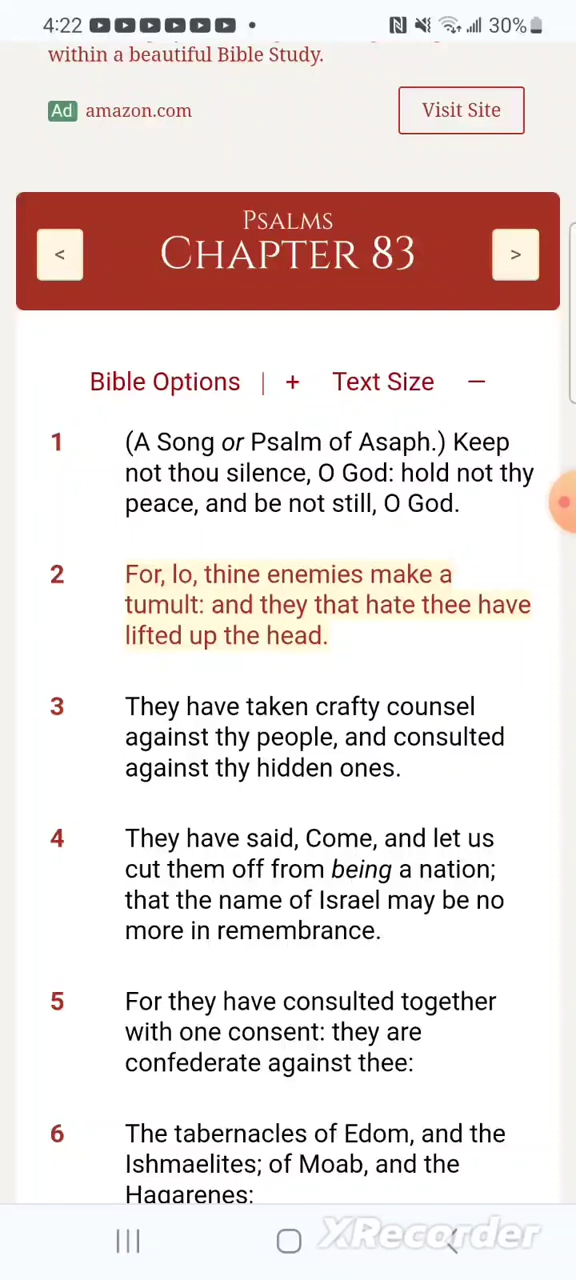 4:22
30%
within a beautiful Bible Study.
Ad amazon.com
Visit Site
PSALMS
< CHAPTER 83 >
Bible Options | + Text Size —
1 (A Song or Psalm of Asaph.) Keep
not thou silence, O God: hold not thy
peace, and be not still, O God.
2 For, lo, thine enemies make a
tumult: and they that hate thee have
lifted up the head.
3 They have taken crafty counsel
against thy people, and consulted
against thy hidden ones.
4 They have said, Come, and let us
cut them off from being a nation;
that the name of Israel may be no
more in remembrance.
5 For they have consulted together
with one consent: they are
confederate against thee:
6 The tabernacles of Edom, and the
Ishmaelites; of Moab, and the
Hagarenes;
XRecorder